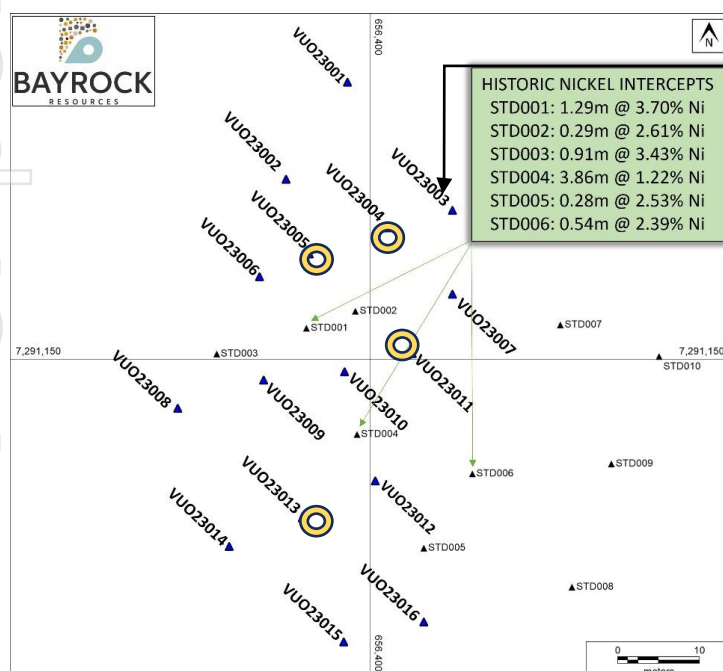 BAYROCK
RESOURCES
656,400
N
HISTORIC NICKEL INTERCEPTS
STD001: 1.29m @ 3.70% Ni
STD002: 0.29m @ 2.61% Ni
STD003: 0.91m @ 3.43% Ni
STD004: 3.86m @ 1.22% Ni
STD005: 0.28m @ 2.53% Ni
STD006: 0.54m @ 2.39% Ni
VUO23001
VUO23002
VUO23003
VUO23004
VUO23005
VUO23006
STD002
STD001
VUO23007
STD007
7,291,150
STD003
7,291,150
STD010
VUO23008
VUO23009
VUO23010
VUO23011
STD004
STD009
STD006
VUO23013
VUO23012
VUO23014
STD005
STD008
VUO23016
VUO23015
656,400
0 10
meters